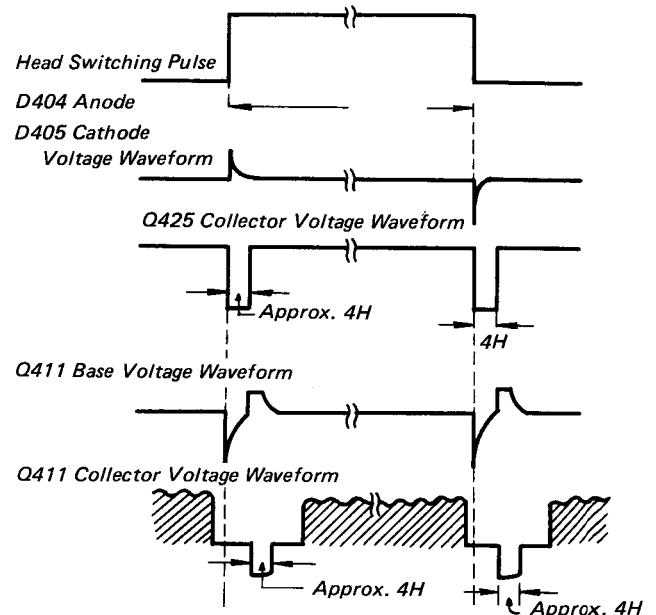 Head Switching Pulse
D404 Anode
D405 Cathode
Voltage Waveform
Q425 Collector Voltage Waveform
Approx. 4H
4H
Q411 Base Voltage Waveform
Q411 Collector Voltage Waveform
Approx. 4H
Approx. 4H